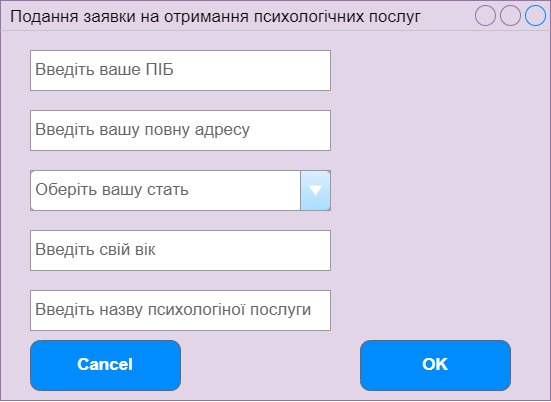 Подання заявки на отримання психологічних послуг
Введіть ваше ПІБ
Введіть вашу повну адресу
Оберіть вашу стать
Введіть свій вік
Введіть назву психологіної послуги
Cancel
OK